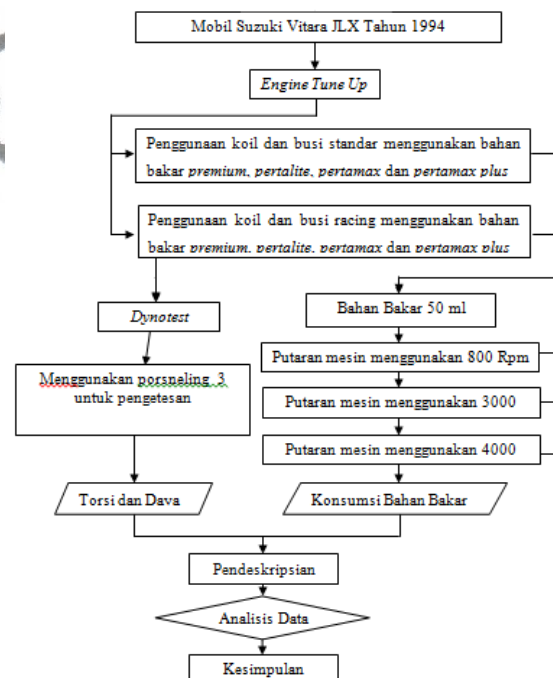 Mobil Suzuki Vitara JLX Tahun 1994
Engine Tune Up
Penggunaan koil dan busi standar menggunakan bahan
bakar premium, pertalite, pertamax dan pertamax plus
Penggunaan koil dan busi racing menggunakan bahan
bakar premium, pertalite, pertamax dan pertamax plus
Dynotest
Menggunakan porsneling 3
untuk pengetesan
Torsi dan Daya
Bahan Bakar 50 ml
Putaran mesin menggunakan 800 Rpm
Putaran mesin menggunakan 3000
Putaran mesin menggunakan 4000
Konsumsi Bahan Bakar
Pendeskripsian
Analisis Data
Kesimpulan